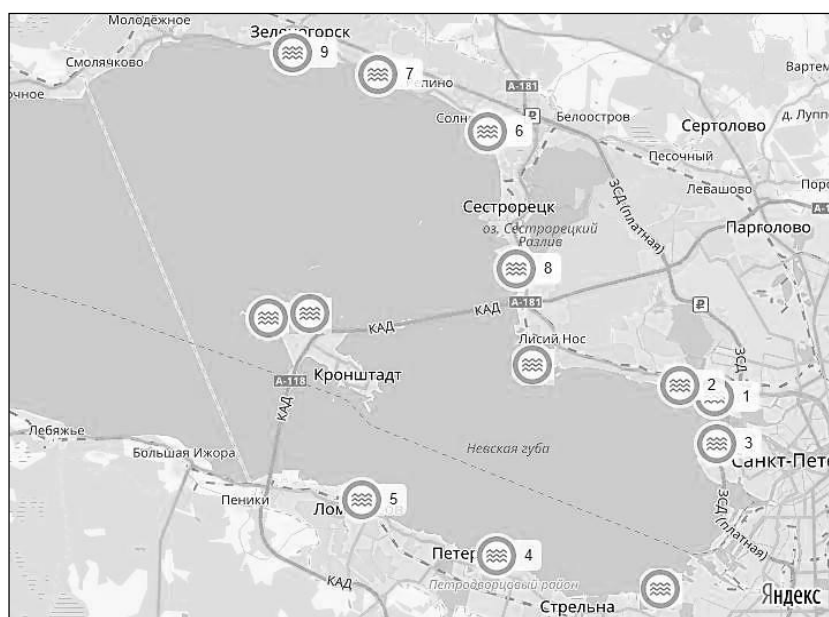 Молодёжное
Зеленогорск
Смолячково
9
7
А-181
Вартем
д. Луппо
6
Белоостров
Сертолово
Песочный
Левашово
ЗСД (платная)
Сестрорецк
оз. Сестрорецкий
Разлив
Парголово
8
А-181
КАД
КАД
Лисий Нос
Кронштадт
А-118
КАД
ЗСД
2
1
3
Лебяжье
Большая Ижора
Невская губа
Санкт-Пете
Пеники
5
ЗСД (платная)
4
Петродворцовый район
КАД
Стрельна
Яндекс